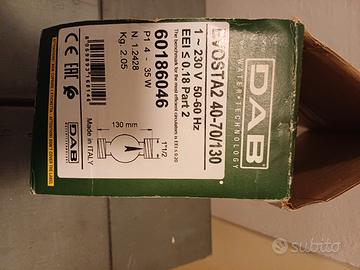 DAB
WATER•TECHNOLOGY
EVOSTA2 40-70/130
1 ~ 230 V 50-60 Hz
EEI ≤ 0.18 Part 2
The benchmark for the most efficient circulators is EEI ≤ 0.20
60186046
P1 4 - 35 W
N. 1.2428
Kg. 2.05
130 mm
1"1/2
DAB
Made in ITALY
subito